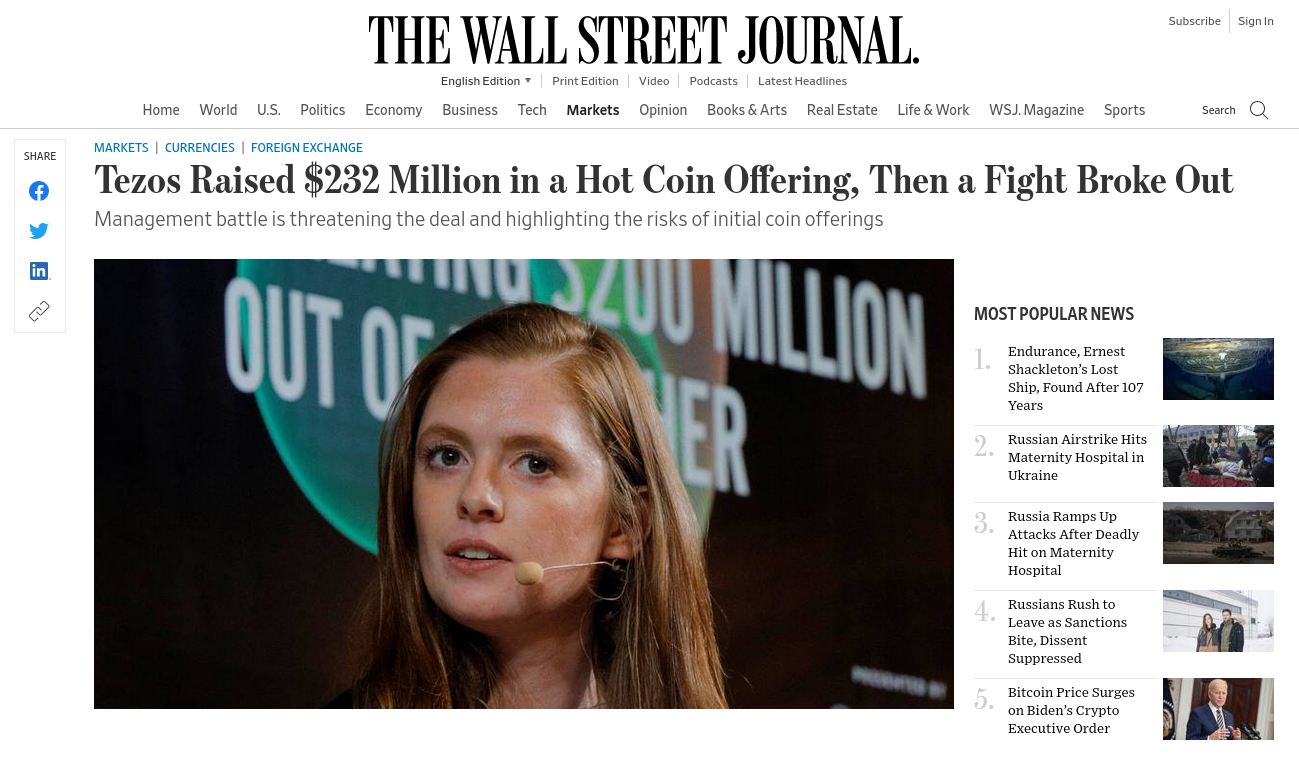 THE WALL STREET JOURNAL.
Subscribe
Sign In
English Edition
Print Edition
Video
Podcasts
Latest Headlines
Home
World
U.S.
Politics
Economy
Business
Tech
Markets
Opinion
Books & Arts
Real Estate
Life & Work
WSJ. Magazine
Sports
Search
SHARE
MARKETS | CURRENCIES | FOREIGN EXCHANGE
Tezos Raised $232 Million in a Hot Coin Offering, Then a Fight Broke Out
Management battle is threatening the deal and highlighting the risks of initial coin offerings
$200 MILLION
OUT OF
PRESENTED BY
MOST POPULAR NEWS
1.
Endurance, Ernest
Shackleton’s Lost
Ship, Found After 107
Years
2.
Russian Airstrike Hits
Maternity Hospital in
Ukraine
3.
Russia Ramps Up
Attacks After Deadly
Hit on Maternity
Hospital
4.
Russians Rush to
Leave as Sanctions
Bite, Dissent
Suppressed
5.
Bitcoin Price Surges
on Biden’s Crypto
Executive Order